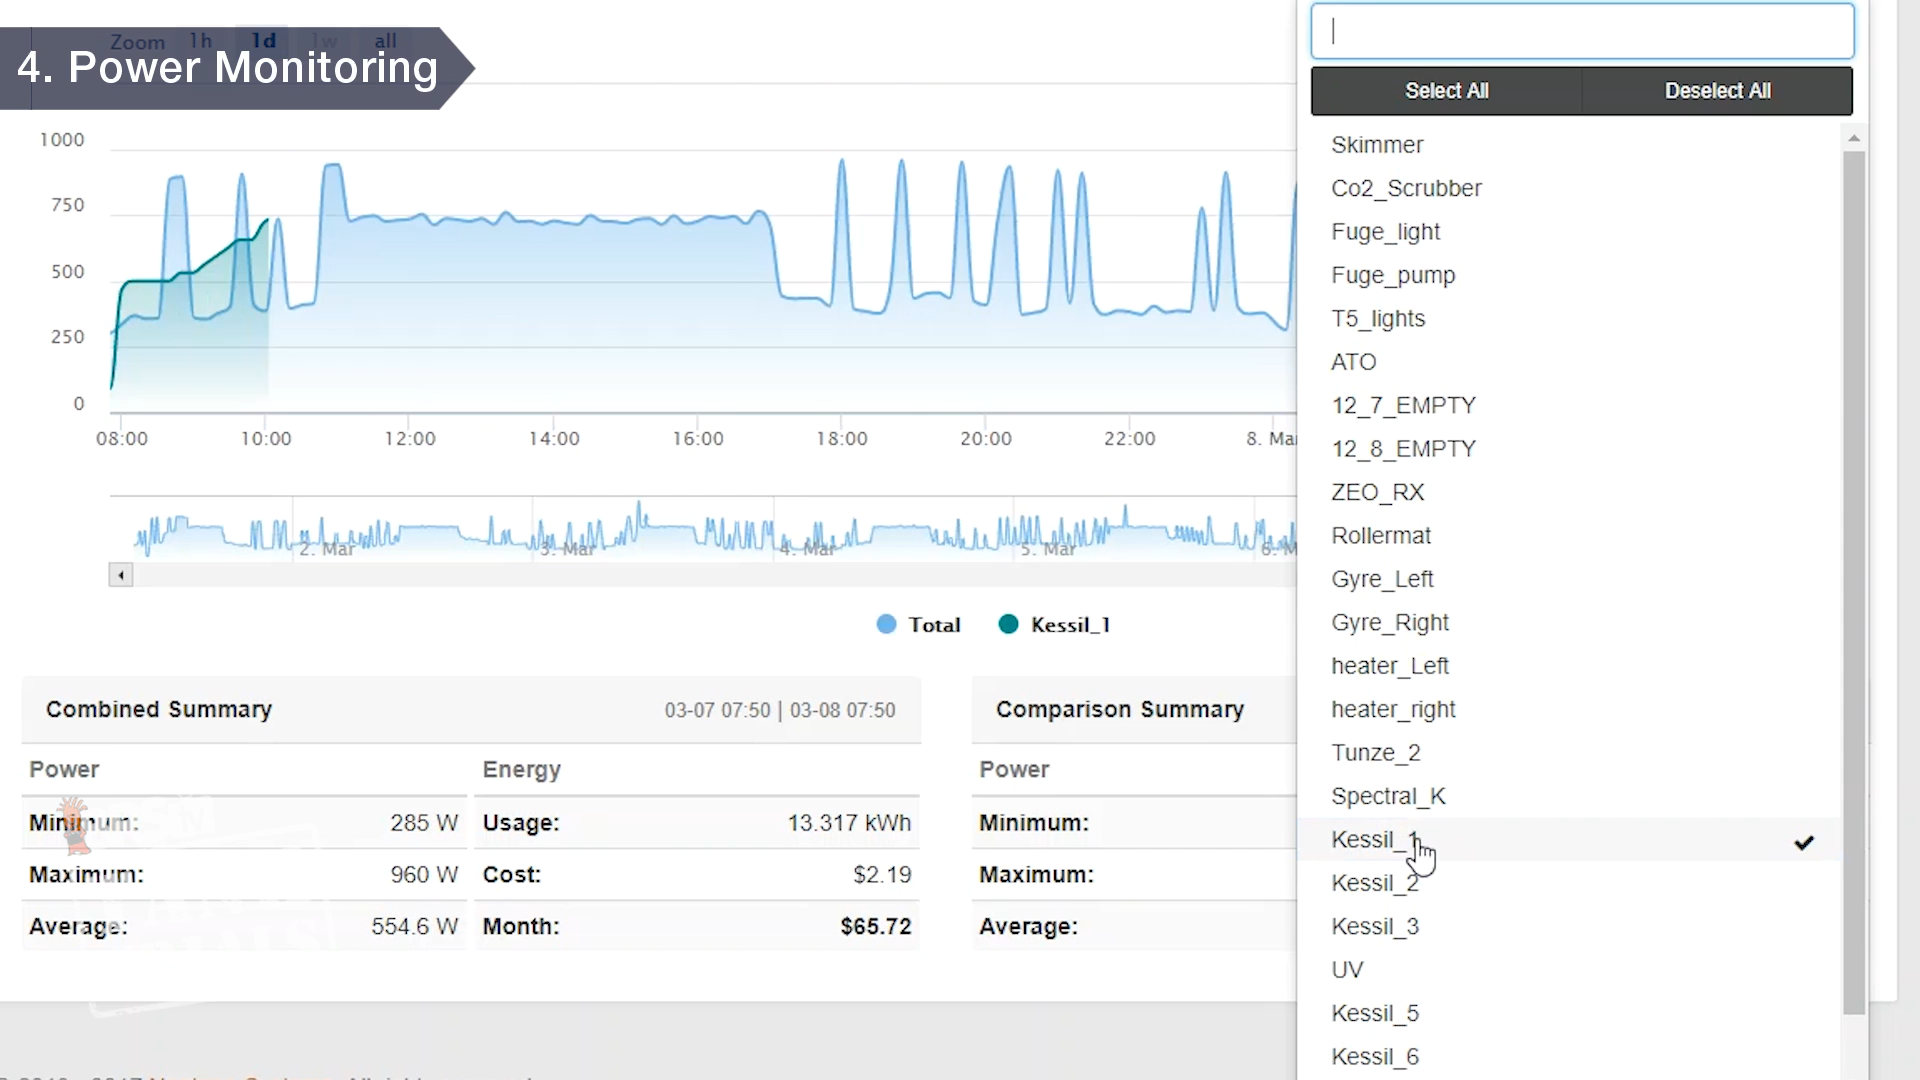 Zoom 1h 1d 1w all
4. Power Monitoring
Select All Deselect All
1000
750
500
250
0
08:00 10:00 12:00 14:00 16:00 18:00 20:00 22:00 8. Ma
2. Mar 3. Mar 4. Mar 5. Mar 6. M
Total Kessil_1
Combined Summary 03-07 07:50 | 03-08 07:50
Power Energy
Minimum: 285 W Usage: 13.317 kWh
Maximum: 960 W Cost: $2.19
Average: 554.6 W Month: $65.72
Comparison Summary
Power
Minimum:
Maximum:
Average:
Skimmer
Co2_Scrubber
Fuge_light
Fuge_pump
T5_lights
ATO
12_7_EMPTY
12_8_EMPTY
ZEO_RX
Rollermat
Gyre_Left
Gyre_Right
heater_Left
heater_right
Tunze_2
Spectral_K
Kessil_1
Kessil_2
Kessil_3
UV
Kessil_5
Kessil_6